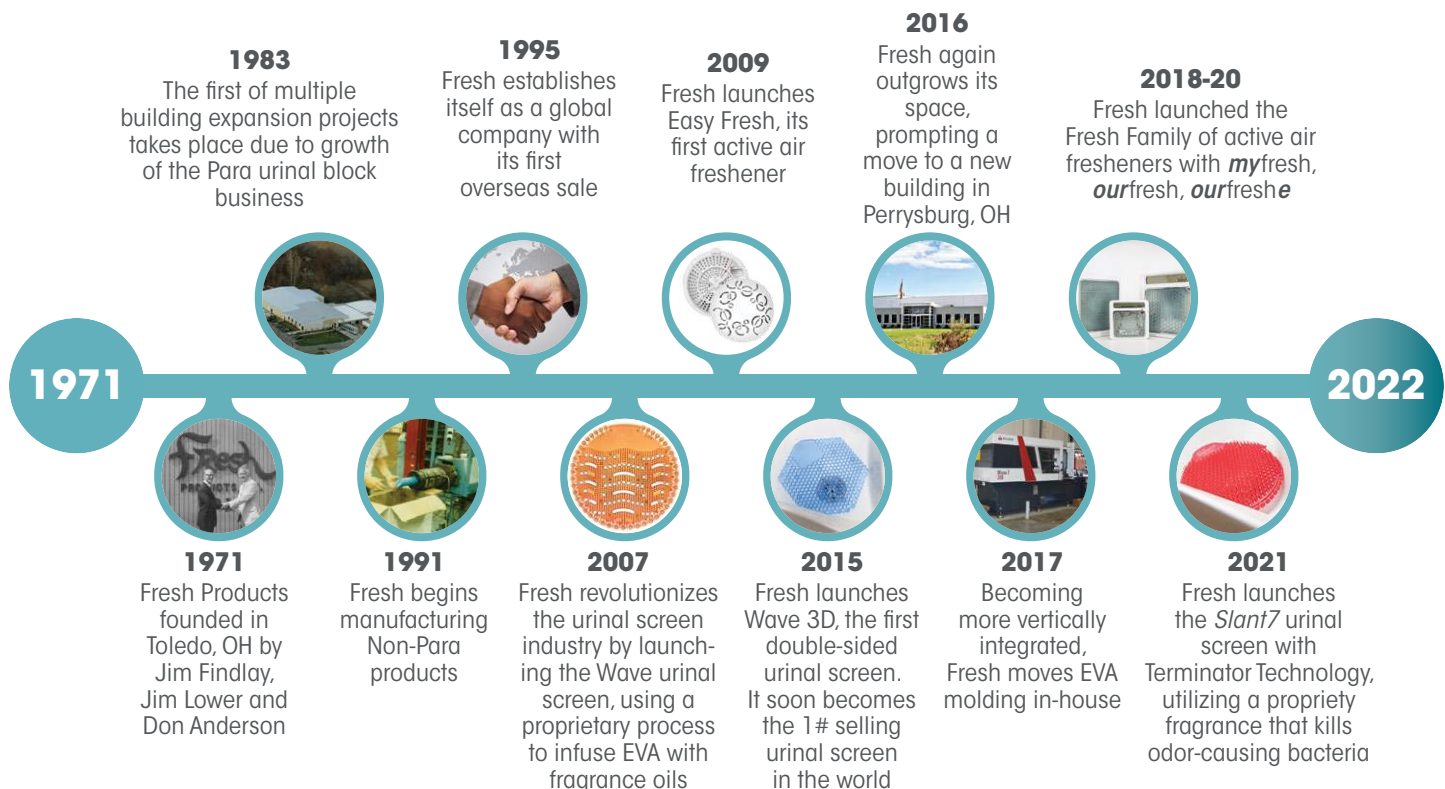 1983
The first of multiple
building expansion projects
takes place due to growth
of the Para urinal block
business
1995
Fresh establishes
itself as a global
company with
its first
overseas sale
2009
Fresh launches
Easy Fresh, its
first active air
freshener
2016
Fresh again
outgrows its
space,
prompting a
move to a new
building in
Perrysburg, OH
2018-20
Fresh launched the
Fresh Family of active air
fresheners with myfresh,
ourfresh, ourfreshe
1971
2022
Fresh
PRODUCTS
1971
Fresh Products
founded in
Toledo, OH by
Jim Findlay,
Jim Lower and
Don Anderson
1991
Fresh begins
manufacturing
Non-Para
products
2007
Fresh revolutionizes
the urinal screen
industry by launch-
ing the Wave urinal
screen, using a
proprietary process
to infuse EVA with
fragrance oils
2015
Fresh launches
Wave 3D, the first
double-sided
urinal screen.
It soon becomes
the 1# selling
urinal screen
in the world
2017
Becoming
more vertically
integrated,
Fresh moves EVA
molding in-house
2021
Fresh launches
the Slant7 urinal
screen with
Terminator Technology,
utilizing a propriety
fragrance that kills
odor-causing bacteria